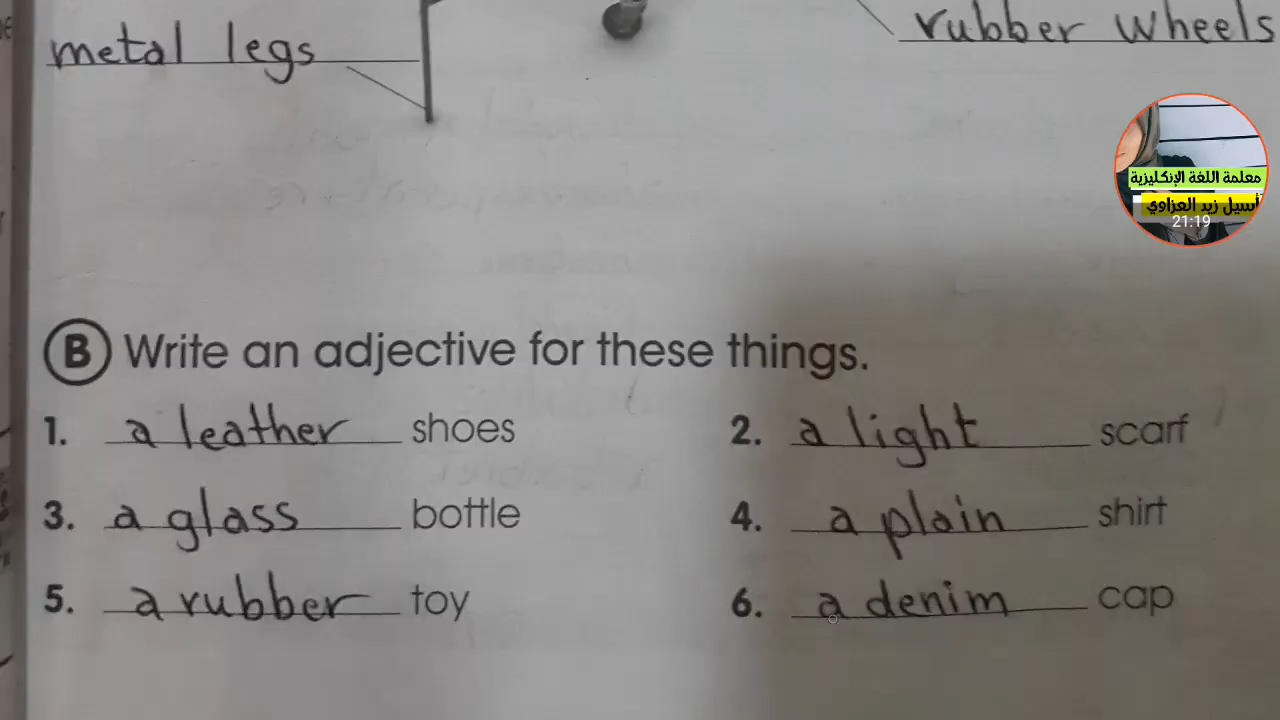 metal legs
rubber wheels
معلمة اللغة الإنكليزية
أسيل زيد العزاوي
21:19
B Write an adjective for these things.
1. a leather shoes
2. a light scarf
3. a glass bottle
4. a plain shirt
5. a rubber toy
6. a denim cap